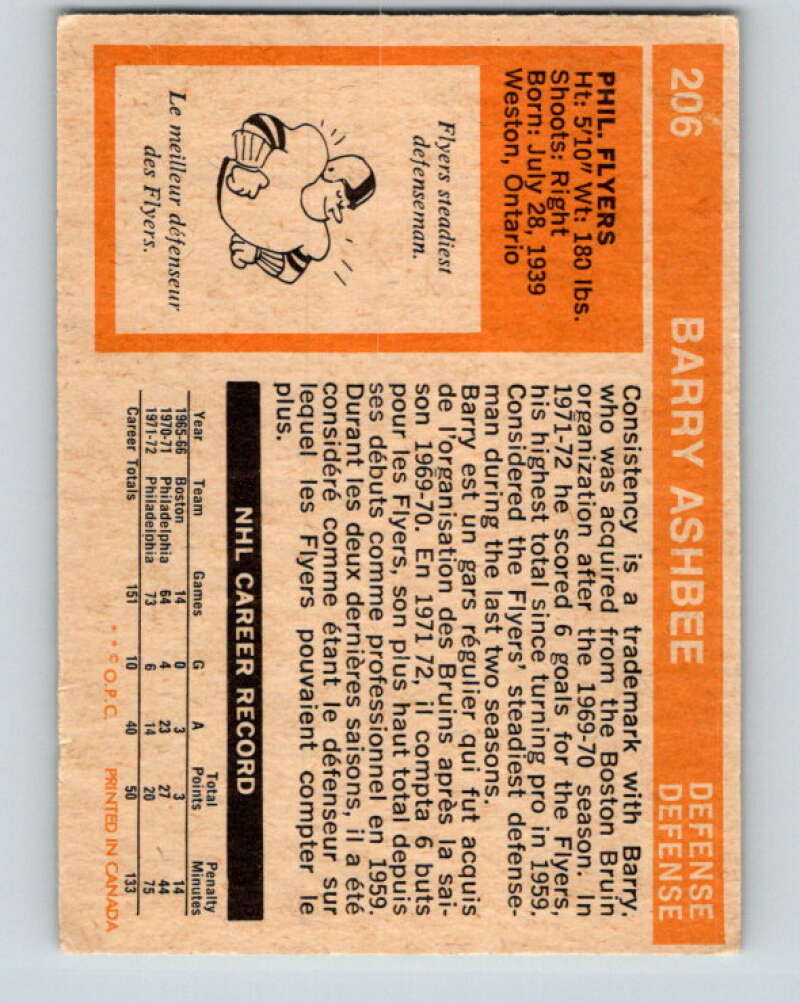 206 BARRY ASHBEE DEFENSE
DEFENSE
PHIL. FLYERS
Ht: 5'10" Wt: 180 lbs.
Shoots: Right
Born: July 28, 1939
Weston, Ontario
Flyers steadiest
defenseman.
Le meilleur défenseur
des Flyers.
Consistency is a trademark with Barry,
who was acquired from the Boston Bruin
organization after the 1969-70 season. In
1971-72 he scored 6 goals for the Flyers,
his highest total since turning pro in 1959.
Considered the Flyers' steadiest defense-
man during the last two seasons.
Barry est un gars régulier qui fut acquis
de l'organisation des Bruins après la sai-
son 1969-70. En 1971 72, il compta 6 buts
pour les Flyers, son plus haut total depuis
ses débuts comme professionnel en 1959.
Durant les deux dernières saisons, il a été
considéré comme étant le défenseur sur
lequel les Flyers pouvaient compter le
plus.
NHL CAREER RECORD
Year Team Games G A Total Points Penalty Minutes
1965-66 Boston 14 0 3 3 14
1970-71 Philadelphia 64 4 23 27 44
1971-72 Philadelphia 73 6 14 20 75
Career Totals 151 10 40 50 133
* * © O.P.C. PRINTED IN CANADA